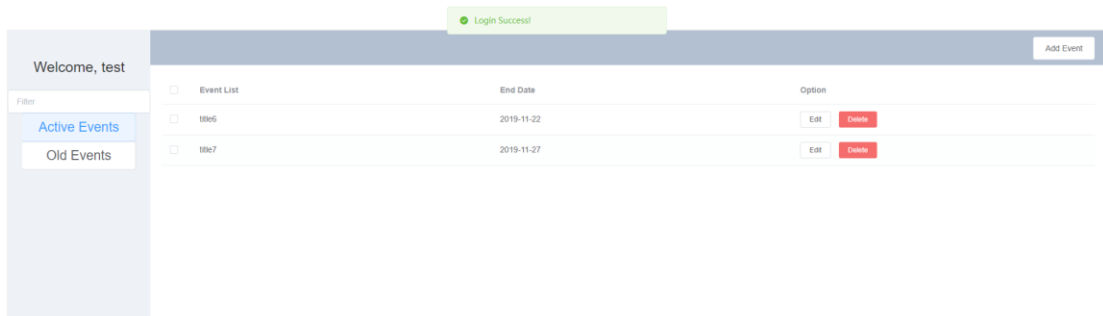 Login Success!
Welcome, test
Add Event
Filter
Active Events
Old Events
Event List End Date Option
title6 2019-11-22 Edit Delete
title7 2019-11-27 Edit Delete